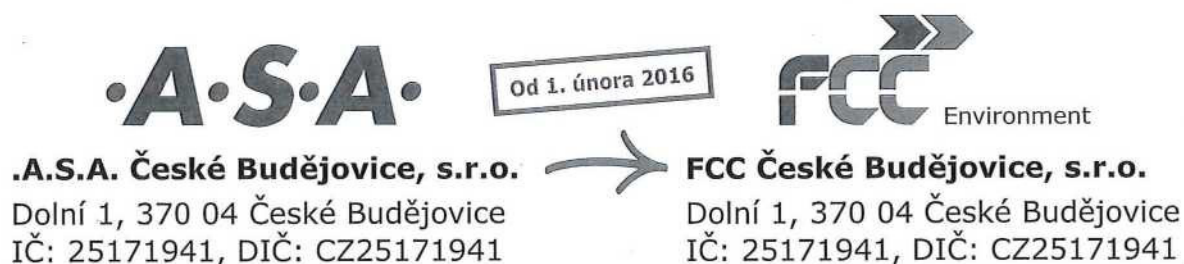 ·A·S·A·
Od 1. února 2016
FCC
Environment
.A.S.A. České Budějovice, s.r.o.
Dolní 1, 370 04 České Budějovice
IČ: 25171941, DIČ: CZ25171941
FCC České Budějovice, s.r.o.
Dolní 1, 370 04 České Budějovice
IČ: 25171941, DIČ: CZ25171941